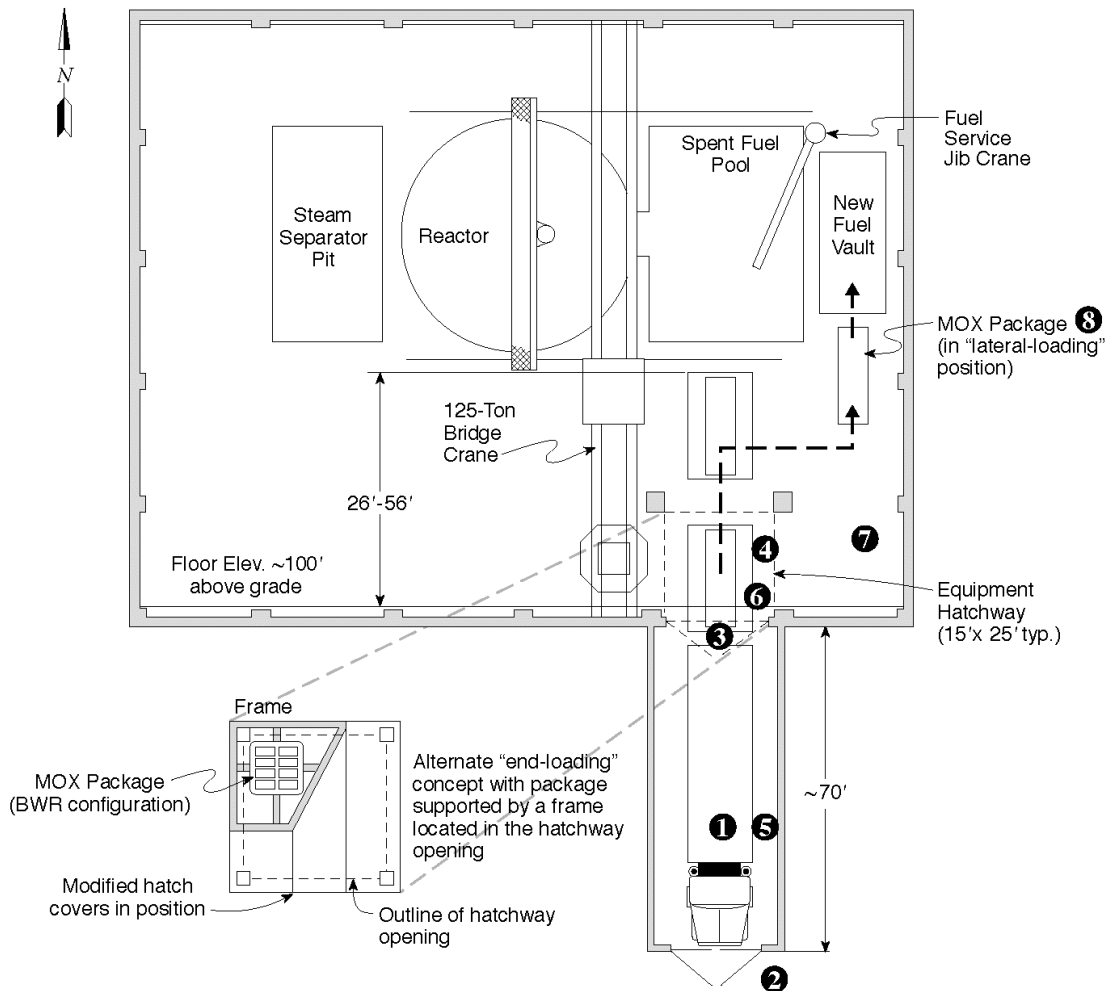 N
Fuel
Service
Jib Crane
Spent Fuel
Pool
New
Fuel
Vault
Steam
Separator
Pit
Reactor
MOX Package 8
(in “lateral-loading”
position)
125-Ton
Bridge
Crane
26′-56′
4
7
Floor Elev. ~100′
above grade
6
Equipment
Hatchway
(15′x 25′ typ.)
3
Frame
MOX Package
(BWR configuration)
Alternate “end-loading”
concept with package
supported by a frame
located in the hatchway
opening
~70′
1
5
Modified hatch
covers in position
Outline of hatchway
opening
2